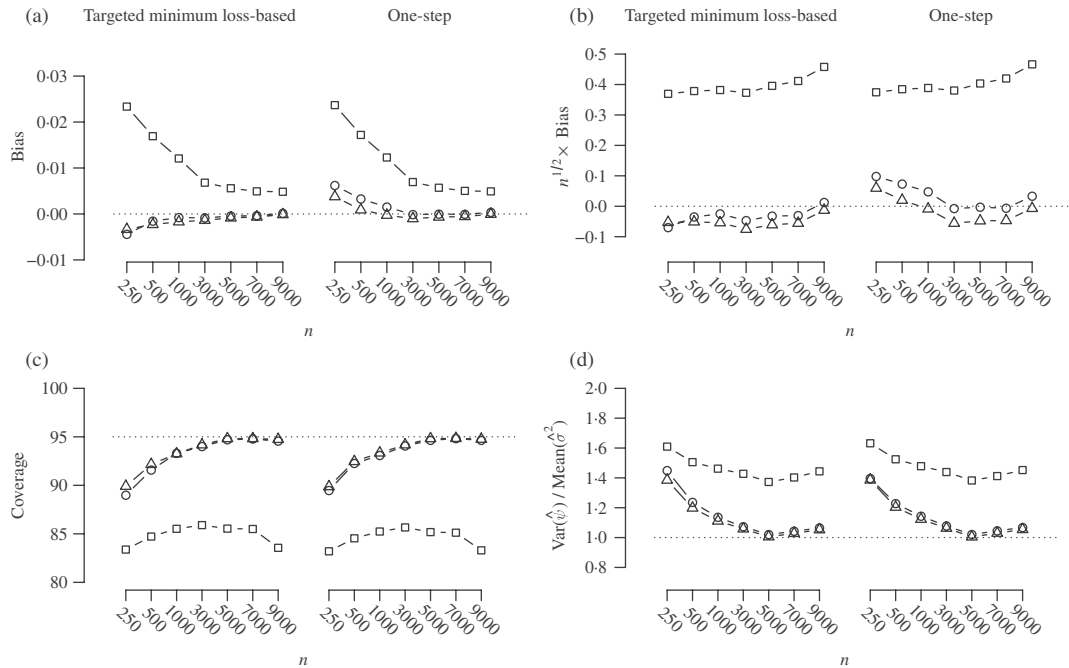 (a) Targeted minimum loss-based One-step
0·03
0·02
0·01
0·00
−0·01
Bias
250 500 1000 3000 5000 7000 9000 250 500 1000 3000 5000 7000 9000
n
(b) Targeted minimum loss-based One-step
0·5
0·4
0·3
0·2
0·1
0·0
−0·1
n^{1/2} × Bias
250 500 1000 3000 5000 7000 9000 250 500 1000 3000 5000 7000 9000
n
(c)
100
95
90
85
80
Coverage
250 500 1000 3000 5000 7000 9000 250 500 1000 3000 5000 7000 9000
n
(d)
2·0
1·8
1·6
1·4
1·2
1·0
0·8
Var(ψ̂) / Mean(σ̂²)
250 500 1000 3000 5000 7000 9000 250 500 1000 3000 5000 7000 9000
n